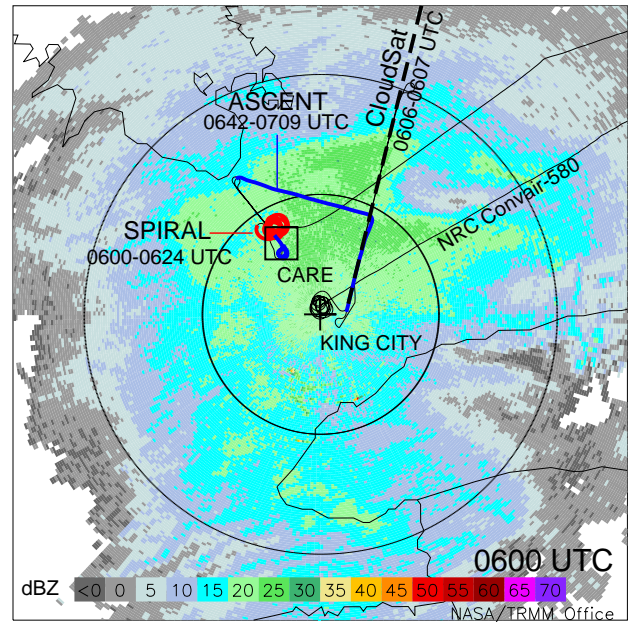 CloudSat
0606-0607 UTC
ASCENT
0642-0709 UTC
NRC Convair-580
SPIRAL
0600-0624 UTC
CARE
KING CITY
0600 UTC
dBZ <0 0 5 10 15 20 25 30 35 40 45 50 55 60 65 70
NASA/TRMM Office